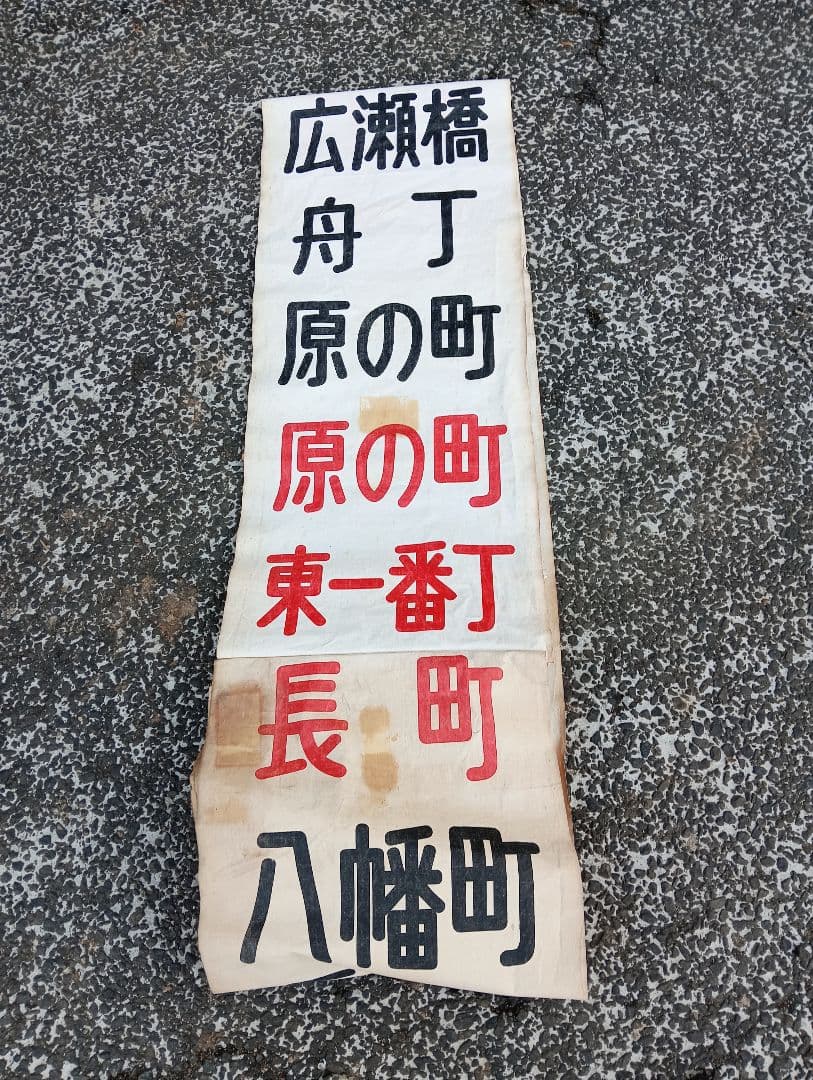 広瀬橋
舟丁
原の町
原の町
東一番丁
長町
八幡町